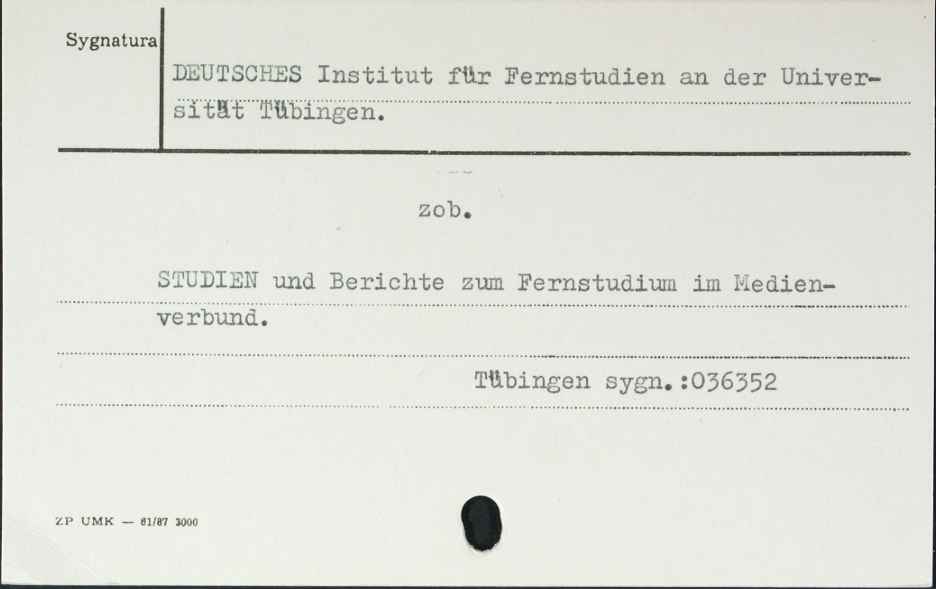 Sygnatura
DEUTSCHES Institut für Fernstudien an der Univer-
sität Tübingen.
zob.
STUDIEN und Berichte zum Fernstudium im Medien-
verbund.
Tübingen sygn.:036352
ZP UMK — 61/87 3000